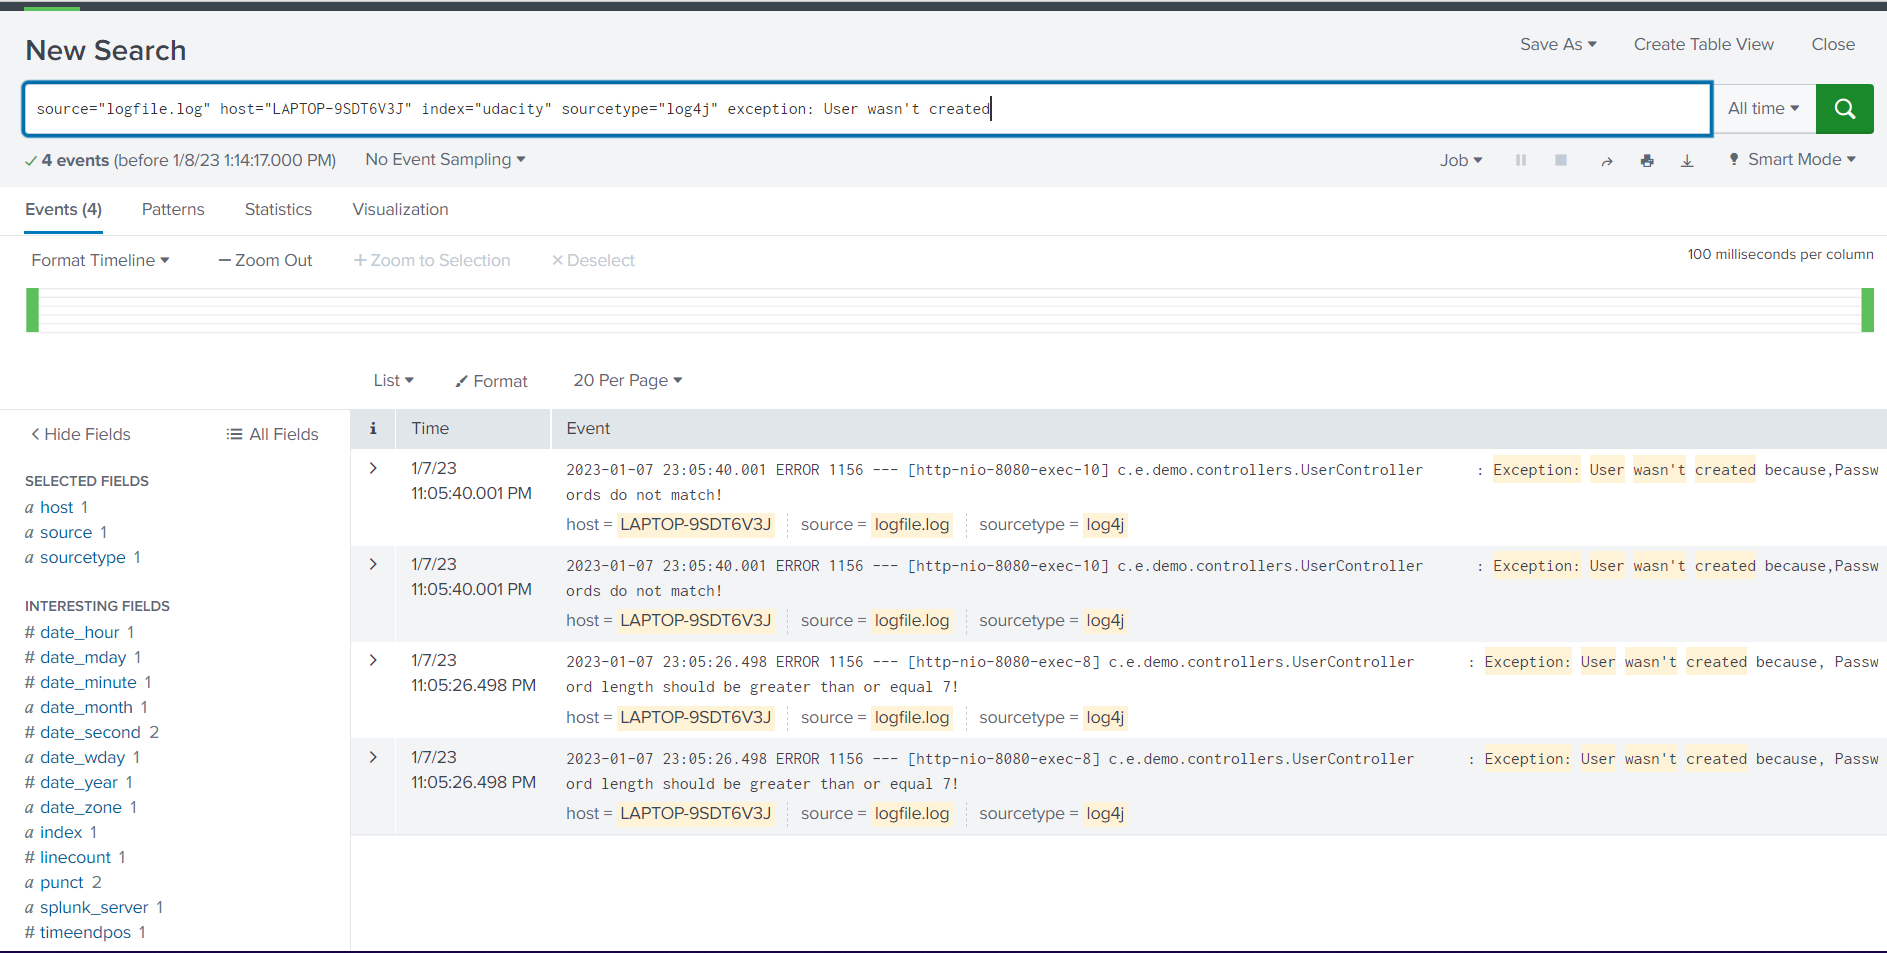 New Search
Save As Create Table View Close
source="logfile.log" host="LAPTOP-9SDT6V3J" index="udacity" sourcetype="log4j" exception: User wasn't created
All time
4 events (before 1/8/23 1:14:17.000 PM) No Event Sampling
Job Smart Mode
Events (4) Patterns Statistics Visualization
Format Timeline — Zoom Out + Zoom to Selection × Deselect
100 milliseconds per column
List Format 20 Per Page
< Hide Fields All Fields
SELECTED FIELDS
a host 1
a source 1
a sourcetype 1
INTERESTING FIELDS
# date_hour 1
# date_mday 1
# date_minute 1
a date_month 1
# date_second 2
a date_wday 1
# date_year 1
a date_zone 1
a index 1
# linecount 1
a punct 2
a splunk_server 1
# timeendpos 1
i Time Event
1/7/23
11:05:40.001 PM
2023-01-07 23:05:40.001 ERROR 1156 --- [http-nio-8080-exec-10] c.e.demo.controllers.UserController : Exception: User wasn't created because,Passw
ords do not match!
host = LAPTOP-9SDT6V3J source = logfile.log sourcetype = log4j
1/7/23
11:05:40.001 PM
2023-01-07 23:05:40.001 ERROR 1156 --- [http-nio-8080-exec-10] c.e.demo.controllers.UserController : Exception: User wasn't created because,Passw
ords do not match!
host = LAPTOP-9SDT6V3J source = logfile.log sourcetype = log4j
1/7/23
11:05:26.498 PM
2023-01-07 23:05:26.498 ERROR 1156 --- [http-nio-8080-exec-8] c.e.demo.controllers.UserController : Exception: User wasn't created because, Passw
ord length should be greater than or equal 7!
host = LAPTOP-9SDT6V3J source = logfile.log sourcetype = log4j
1/7/23
11:05:26.498 PM
2023-01-07 23:05:26.498 ERROR 1156 --- [http-nio-8080-exec-8] c.e.demo.controllers.UserController : Exception: User wasn't created because, Passw
ord length should be greater than or equal 7!
host = LAPTOP-9SDT6V3J source = logfile.log sourcetype = log4j